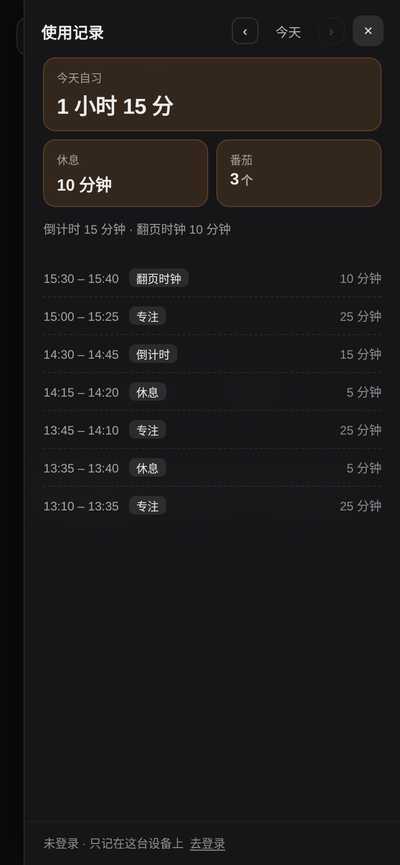 使用记录 ‹ 今天 › ×
今天自习
1 小时 15 分
休息
10 分钟
番茄
3个
倒计时 15 分钟 · 翻页时钟 10 分钟
15:30 – 15:40 翻页时钟 10 分钟
15:00 – 15:25 专注 25 分钟
14:30 – 14:45 倒计时 15 分钟
14:15 – 14:20 休息 5 分钟
13:45 – 14:10 专注 25 分钟
13:35 – 13:40 休息 5 分钟
13:10 – 13:35 专注 25 分钟
未登录 · 只记在这台设备上 去登录